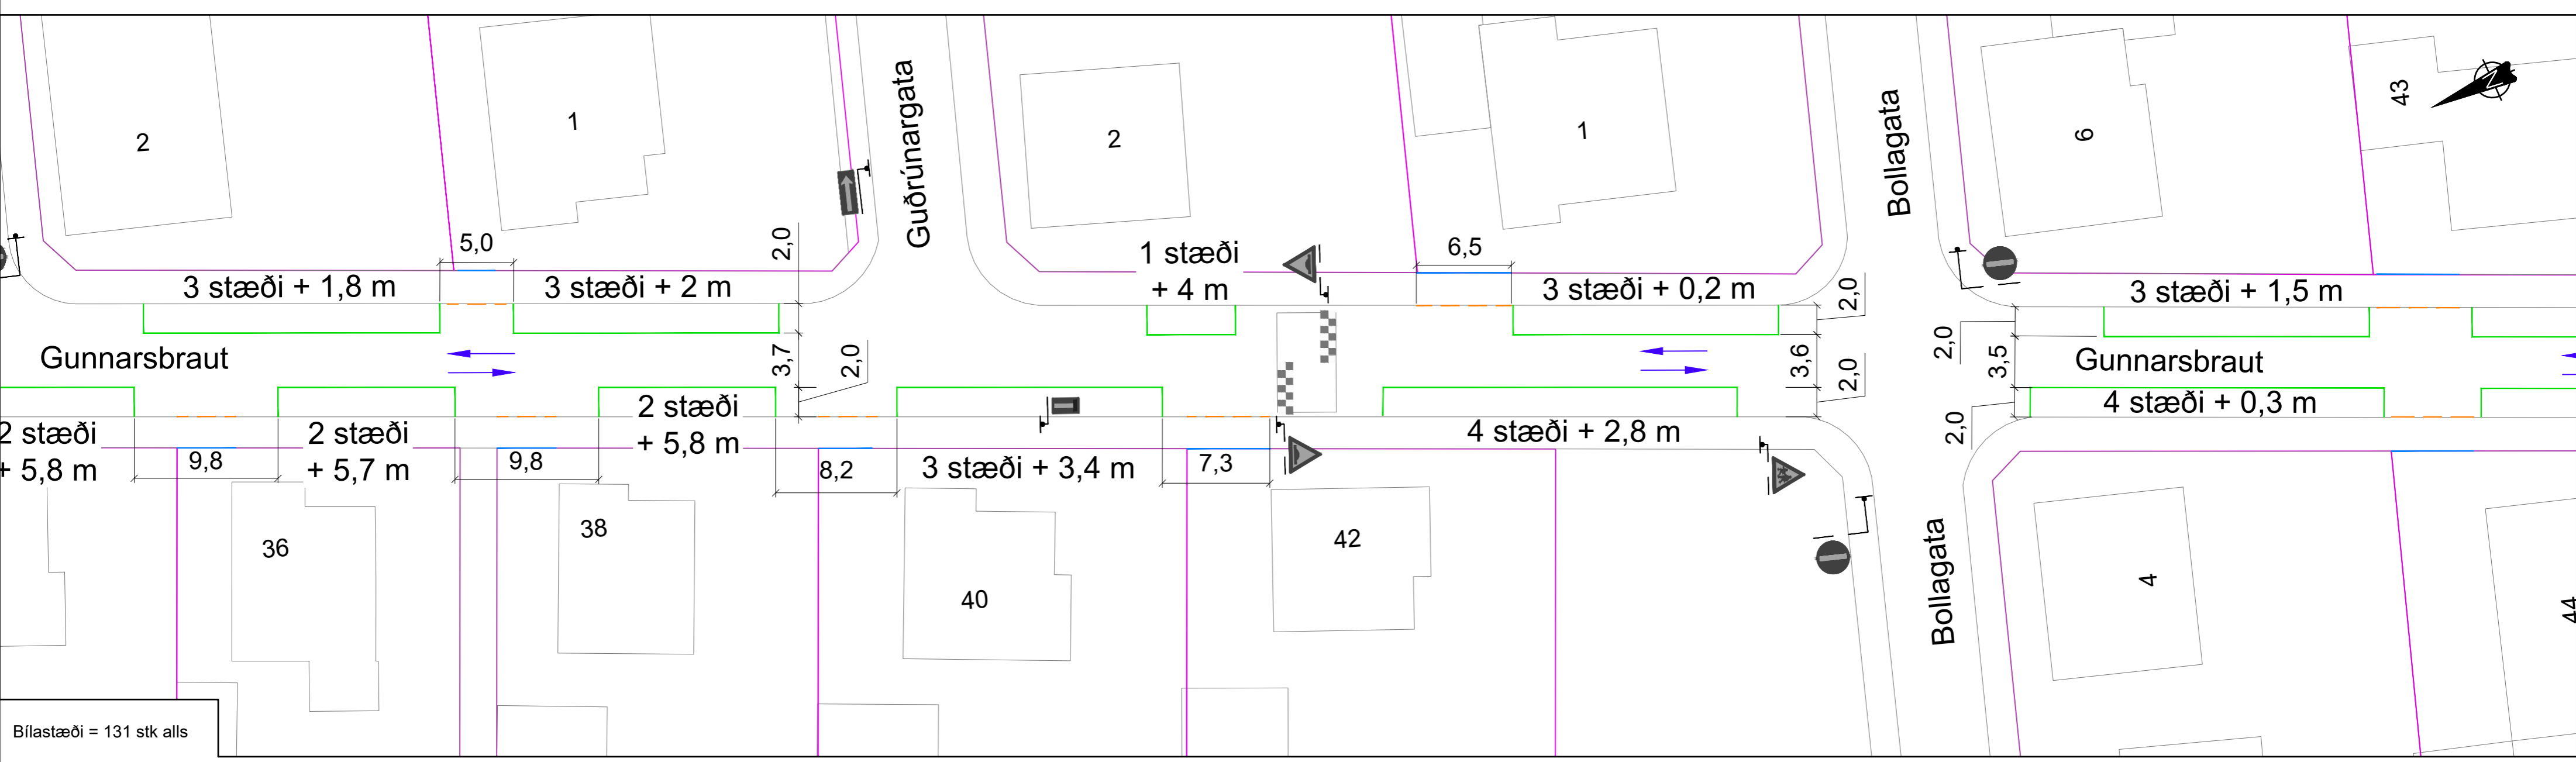 2
1
Guðrúnargata
2
1
Bollagata
6
43
N
5,0
2,0
3 stæði + 1,8 m
3 stæði + 2 m
1 stæði
+ 4 m
6,5
3 stæði + 0,2 m
2,0
3 stæði + 1,5 m
Gunnarsbraut
3,7
2,0
3,6
2,0
2,0
3,5
Gunnarsbraut
2 stæði
+ 5,8 m
9,8
2 stæði
+ 5,7 m
9,8
2 stæði
+ 5,8 m
8,2
3 stæði + 3,4 m
7,3
4 stæði + 2,8 m
2,0
4 stæði + 0,3 m
36
38
40
42
Bollagata
4
44
Bílastæði = 131 stk alls